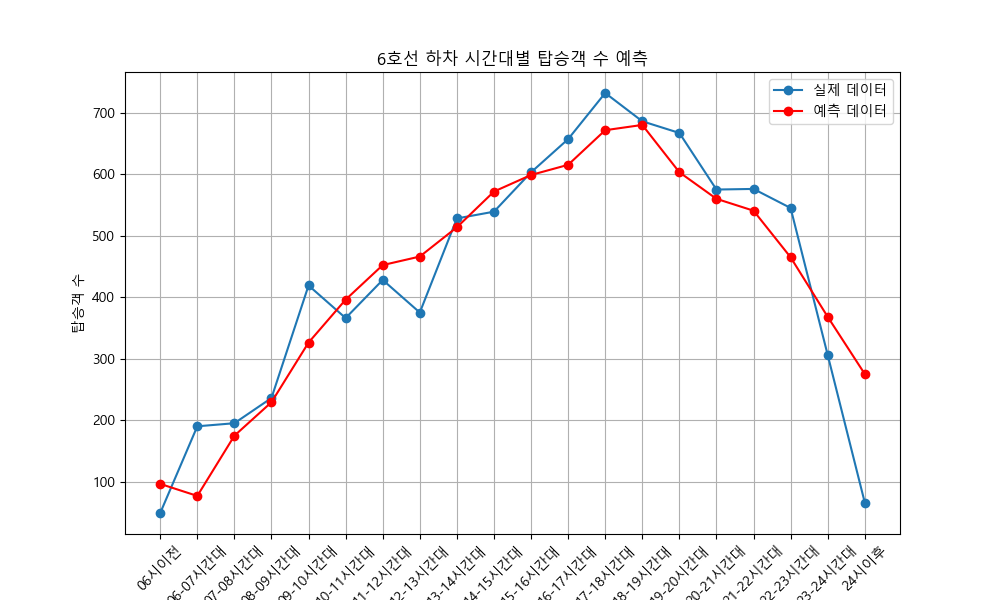 6호선 하차 시간대별 탑승객 수 예측
실제 데이터
예측 데이터
탑승객 수
700
600
500
400
300
200
100
06시이전
06-07시간대
07-08시간대
08-09시간대
09-10시간대
10-11시간대
11-12시간대
12-13시간대
13-14시간대
14-15시간대
15-16시간대
16-17시간대
17-18시간대
18-19시간대
19-20시간대
20-21시간대
21-22시간대
22-23시간대
23-24시간대
24시이후